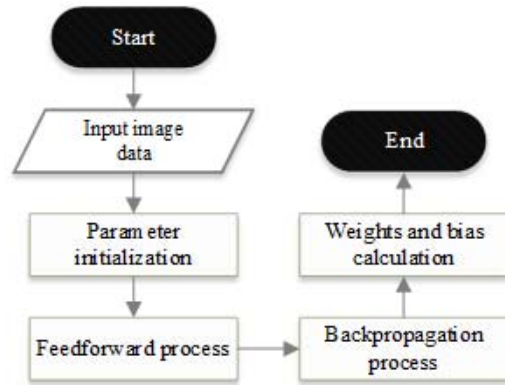 Start
Input image
data
Parameter
initialization
Feedforward process
Backpropagation
process
Weights and bias
calculation
End